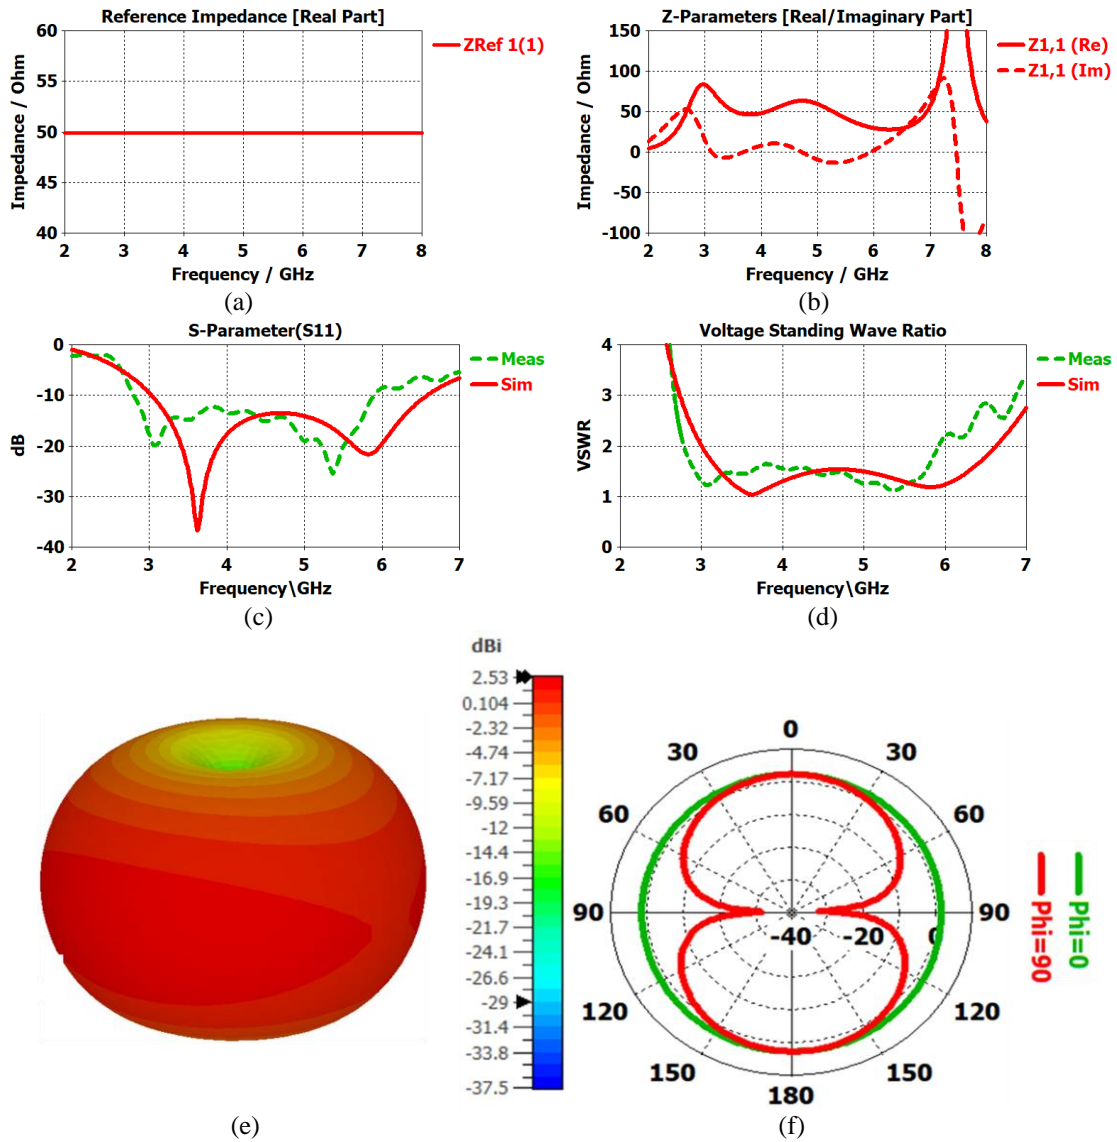 Reference Impedance [Real Part]
60
55
50
45
40
Impedance / Ohm
2 3 4 5 6 7 8
Frequency / GHz
ZRef 1(1)
(a)
Z-Parameters [Real/Imaginary Part]
150
100
50
0
-50
-100
Impedance / Ohm
2 3 4 5 6 7 8
Frequency / GHz
Z1,1 (Re)
Z1,1 (Im)
(b)
S-Parameter(S11)
0
-10
-20
-30
-40
dB
2 3 4 5 6 7
Frequency\GHz
Meas
Sim
(c)
Voltage Standing Wave Ratio
4
3
2
1
0
VSWR
2 3 4 5 6 7
Frequency\GHz
Meas
Sim
(d)
dBi
2.53
0.104
-2.32
-4.74
-7.17
-9.59
-12
-14.4
-16.9
-19.3
-21.7
-24.1
-26.6
-29
-31.4
-33.8
-37.5
(e)
0
30 30
60 60
90 90
-40 -20 0
120 120
150 150
180
Phi=90
Phi=0
(f)